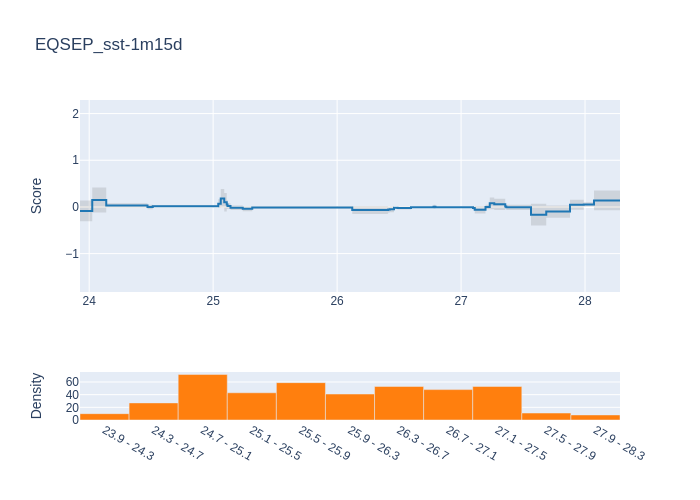 EQSEP_sst-1m15d
Score
2
1
0
−1
24
25
26
27
28
Density
60
40
20
0
23.9 - 24.3
24.3 - 24.7
24.7 - 25.1
25.1 - 25.5
25.5 - 25.9
25.9 - 26.3
26.3 - 26.7
26.7 - 27.1
27.1 - 27.5
27.5 - 27.9
27.9 - 28.3